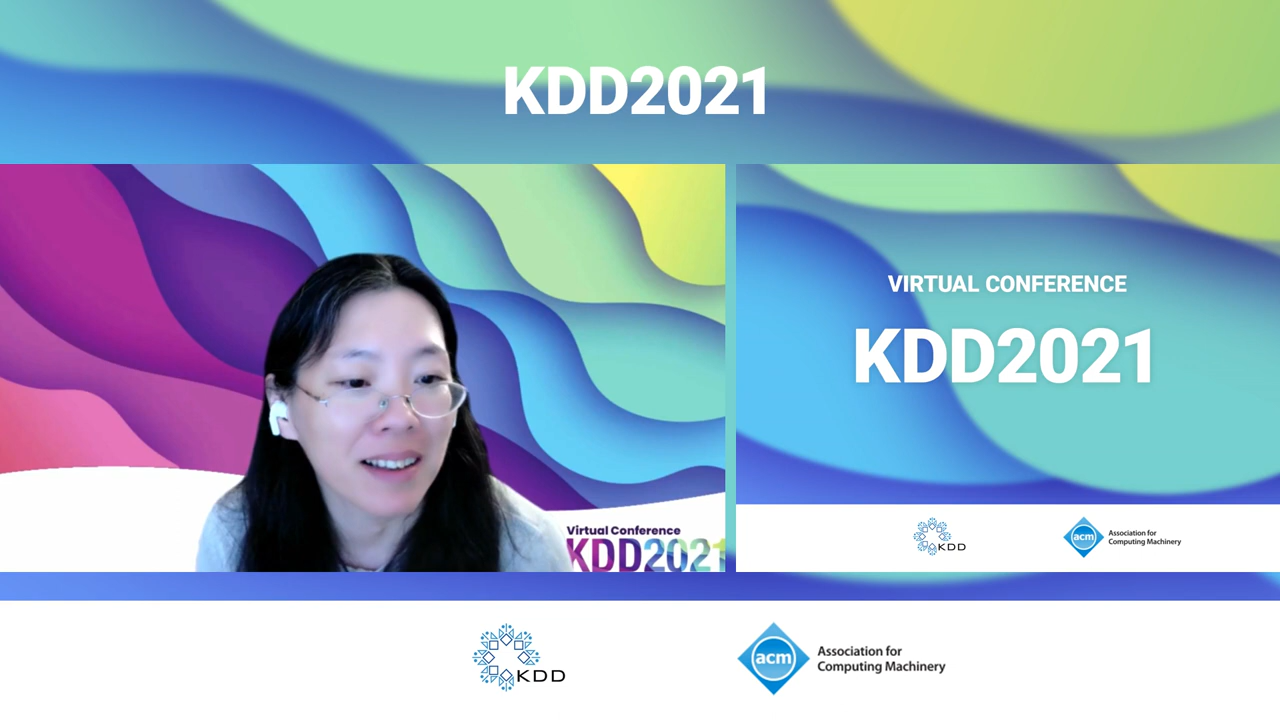 KDD2021
Virtual Conference
KDD2021
VIRTUAL CONFERENCE
KDD2021
KDD
acm
Association for
Computing Machinery
KDD
acm
Association for
Computing Machinery